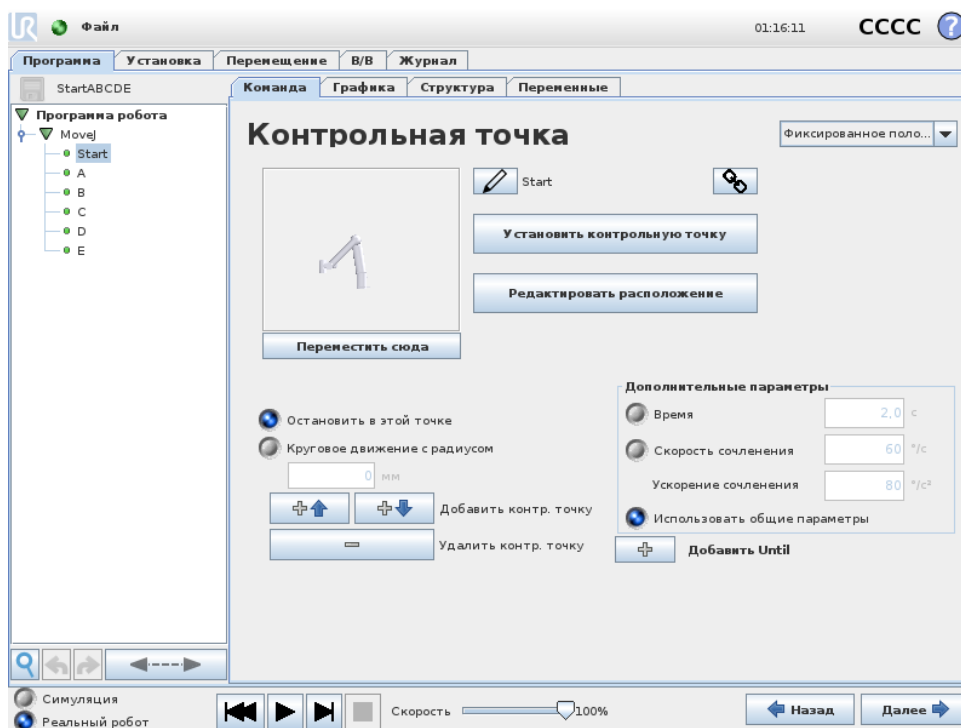 UR Файл 01:16:11 CCCC ?
Программа Установка Перемещение В/В Журнал
StartABCDE Команда Графика Структура Переменные
Программа робота
MoveJ
Start
A
B
C
D
E
Контрольная точка
Фиксированное поло...
Start
Установить контрольную точку
Редактировать расположение
Переместить сюда
Остановить в этой точке
Круговое движение с радиусом
0 мм
Добавить контр. точку
Удалить контр. точку
Дополнительные параметры
Время 2,0 с
Скорость сочленения 60 °/с
Ускорение сочленения 80 °/с²
Использовать общие параметры
Добавить Until
Симуляция
Реальный робот
Скорость 100%
Назад Далее